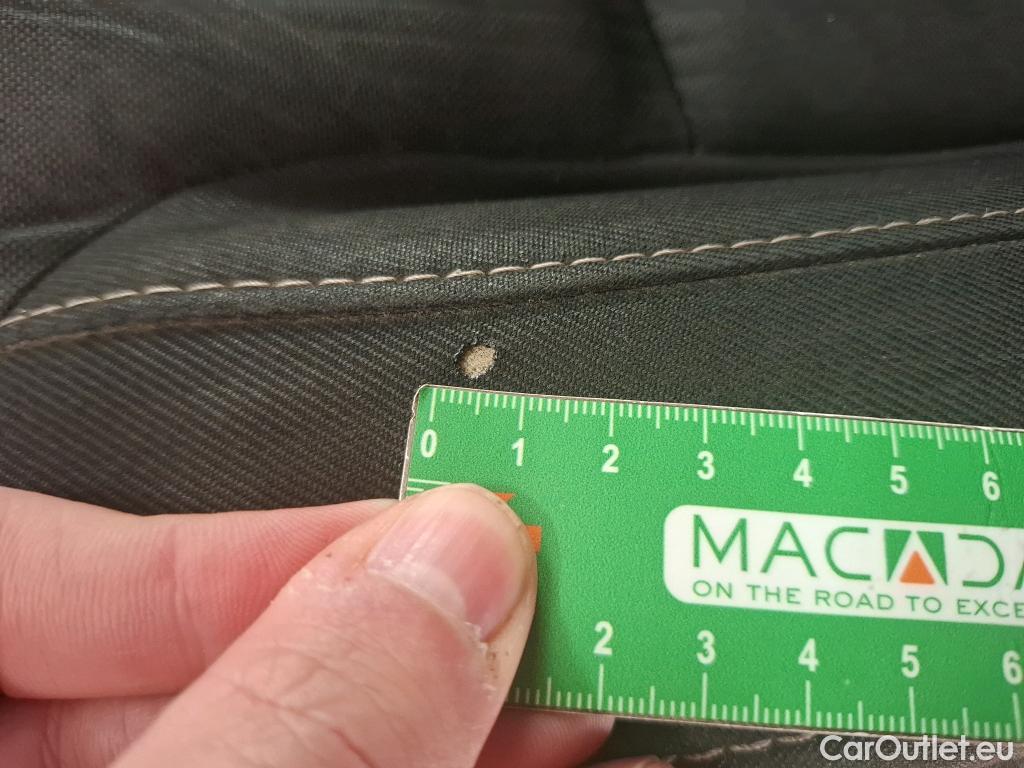 0 1 2 3 4 5 6
MACADA
ON THE ROAD TO EXCE
2 3 4 5 6
CarOutlet.eu